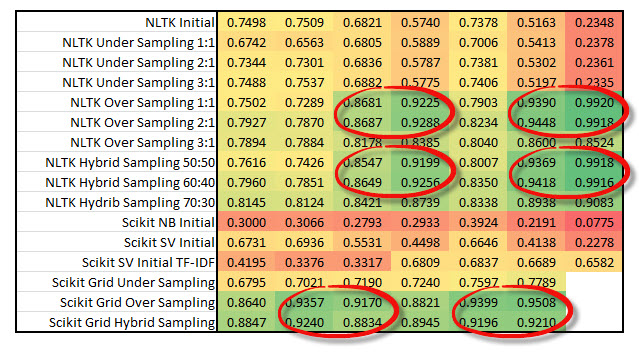 NLTK Initial 0.7498 0.7509 0.6821 0.5740 0.7378 0.5163 0.2348
NLTK Under Sampling 1:1 0.6742 0.6563 0.6805 0.5889 0.7006 0.5413 0.2378
NLTK Under Sampling 2:1 0.7344 0.7301 0.6836 0.5787 0.7381 0.5302 0.2361
NLTK Under Sampling 3:1 0.7488 0.7537 0.6882 0.5775 0.7406 0.5197 0.2335
NLTK Over Sampling 1:1 0.7502 0.7289 0.8681 0.9225 0.7903 0.9390 0.9920
NLTK Over Sampling 2:1 0.7927 0.7870 0.8687 0.9288 0.8234 0.9448 0.9918
NLTK Over Sampling 3:1 0.7894 0.7884 0.8178 0.8385 0.8040 0.8600 0.8524
NLTK Hybrid Sampling 50:50 0.7616 0.7426 0.8547 0.9199 0.8007 0.9369 0.9918
NLTK Hybrid Sampling 60:40 0.7960 0.7851 0.8649 0.9256 0.8350 0.9418 0.9916
NLTK Hydrib Sampling 70:30 0.8145 0.8124 0.8421 0.8739 0.8338 0.8938 0.9083
Scikit NB Initial 0.3000 0.3066 0.2793 0.2933 0.3924 0.2191 0.0775
Scikit SV Initial 0.6731 0.6936 0.5531 0.4498 0.6646 0.4138 0.2278
Scikit SV Initial TF-IDF 0.4195 0.3376 0.3317 0.6809 0.6837 0.6689 0.6582
Scikit Grid Under Sampling 0.6795 0.7021 0.7190 0.7240 0.7597 0.7789
Scikit Grid Over Sampling 0.8640 0.9357 0.9170 0.8821 0.9399 0.9508
Scikit Grid Hybrid Sampling 0.8847 0.9240 0.8834 0.8945 0.9196 0.9210